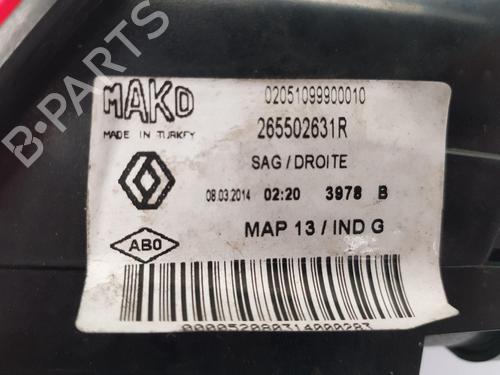 MAKO
MADE IN TURKEY
02051099900010
265502631R
SAG / DROITE
08.03.2014 02:20 3978 B
ABO
MAP 13 / IND G
000052080314000283
B-PARTS